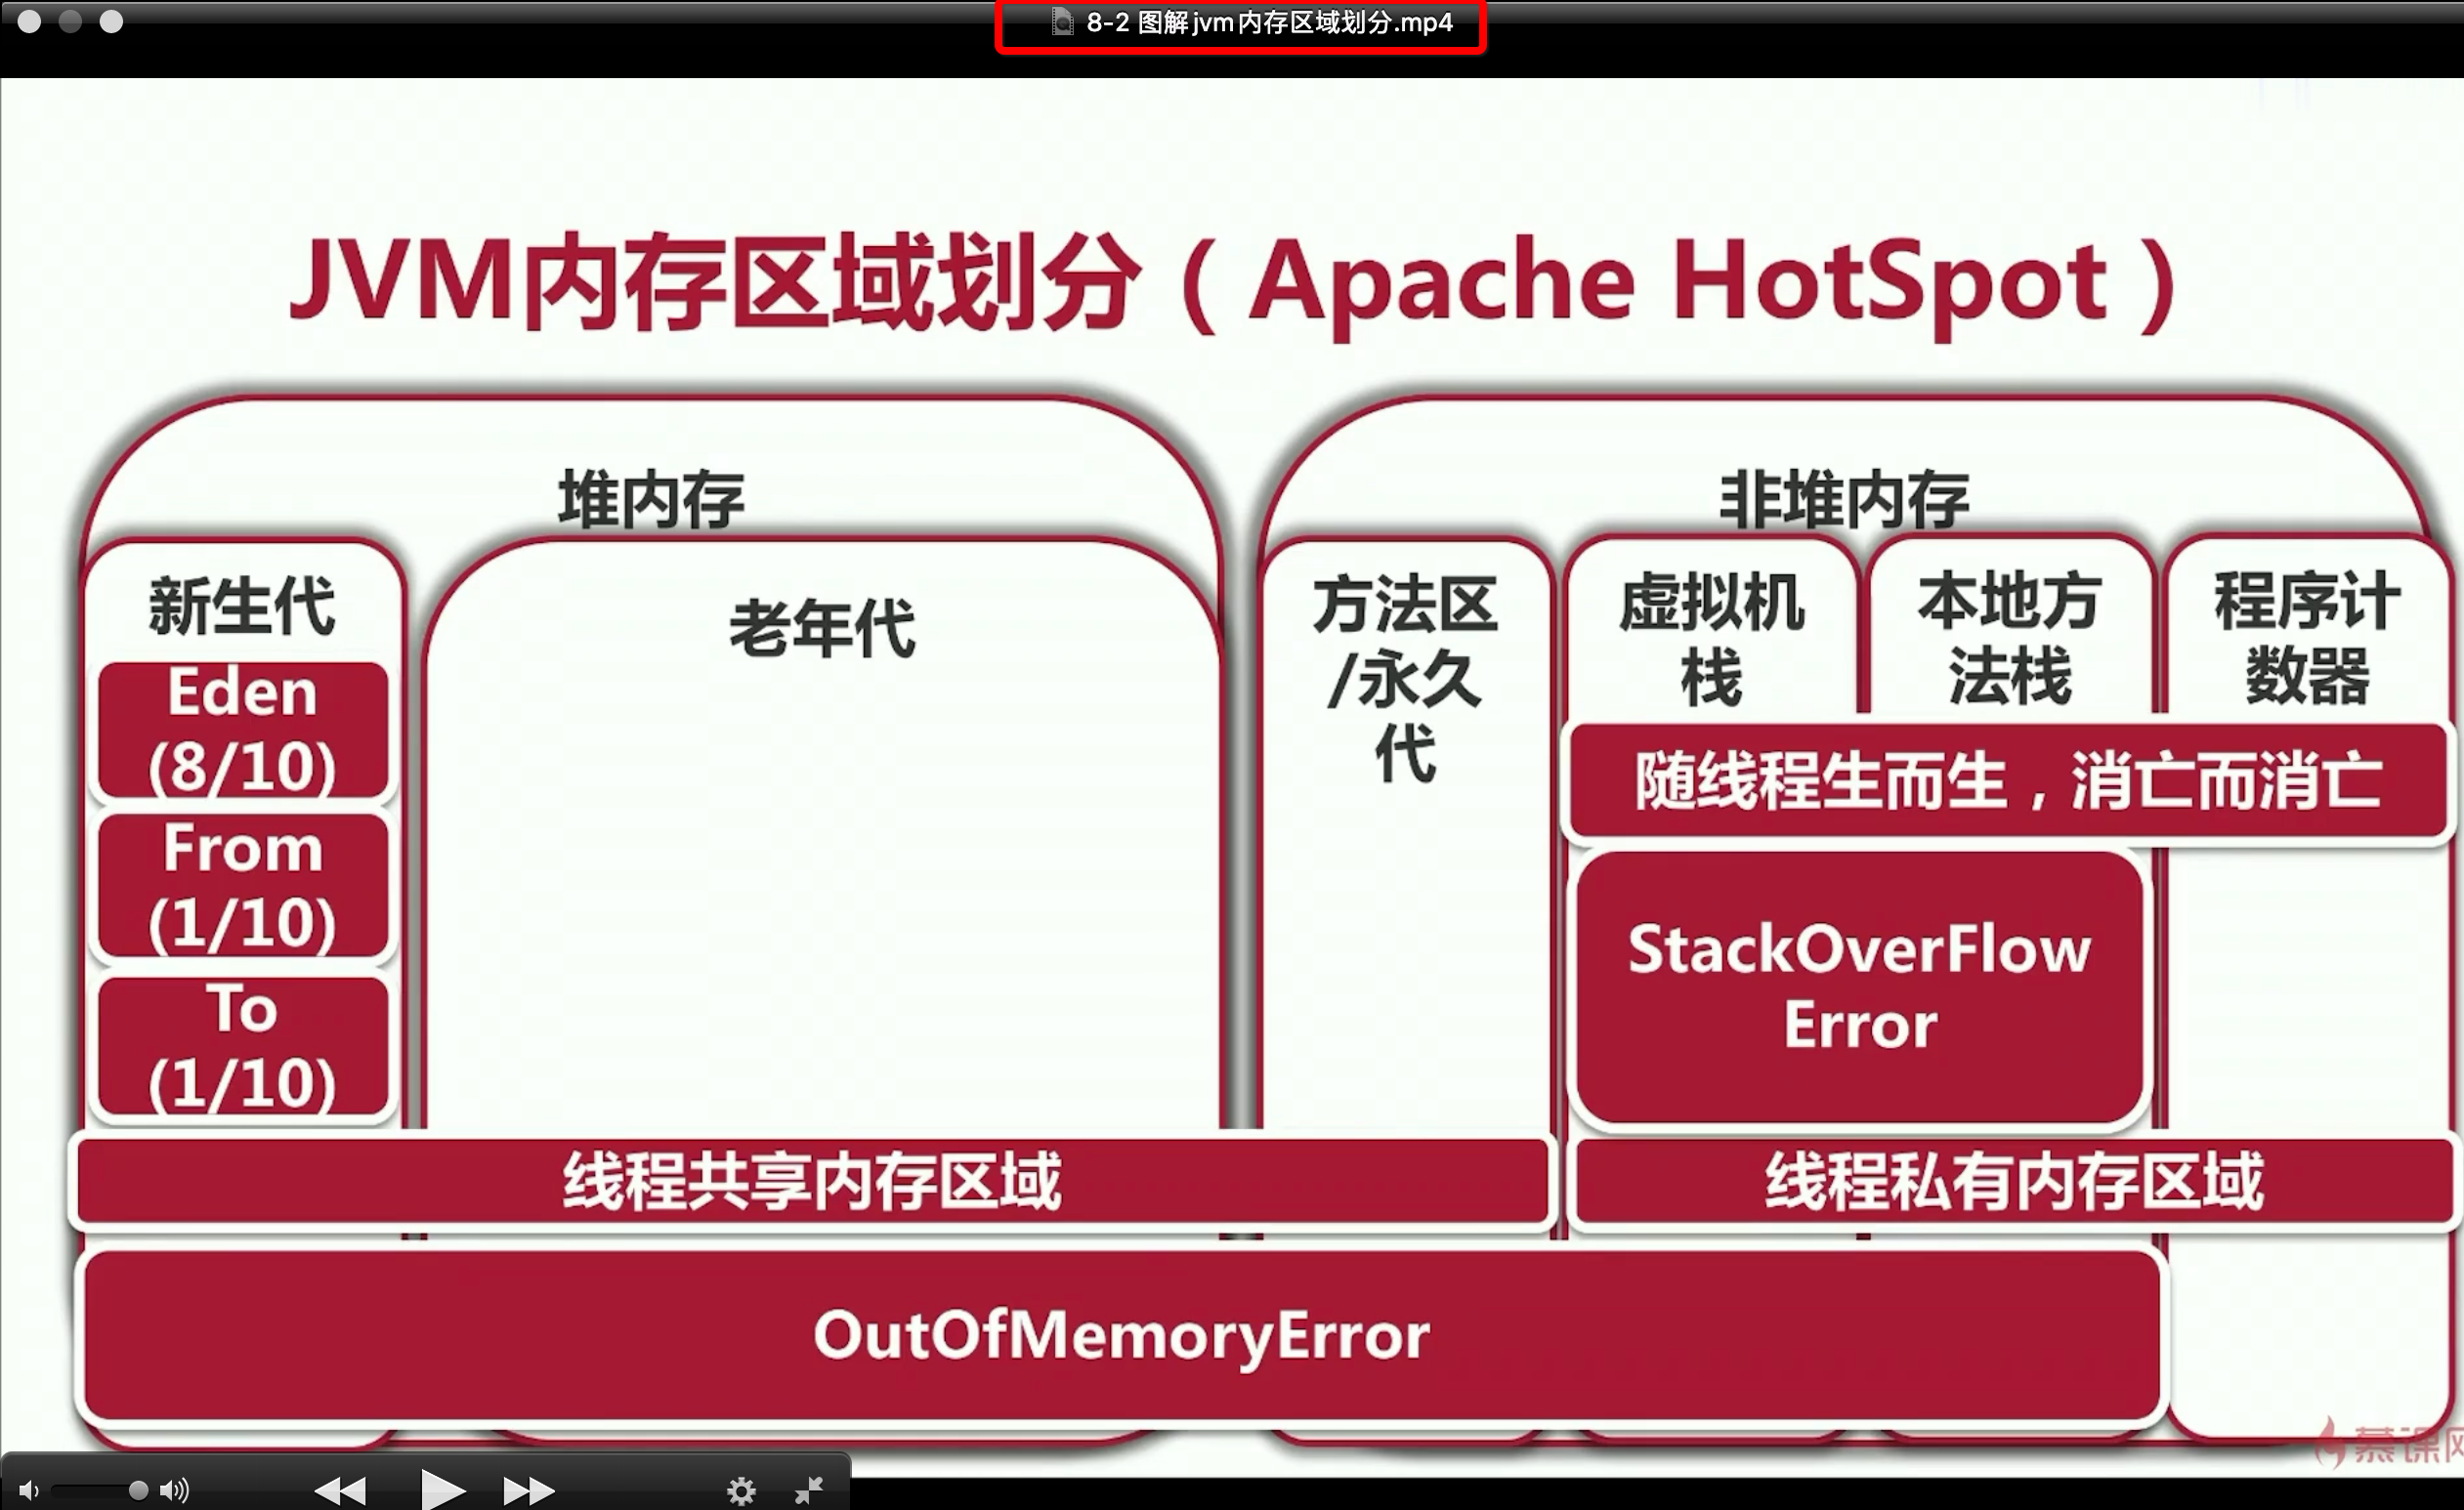 8-2 图解jvm内存区域划分.mp4
JVM内存区域划分（Apache HotSpot）
堆内存
非堆内存
新生代
Eden
(8/10)
From
(1/10)
To
(1/10)
老年代
方法区
/永久
代
虚拟机
栈
本地方
法栈
程序计
数器
随线程生而生，消亡而消亡
StackOverFlow
Error
线程共享内存区域
线程私有内存区域
OutOfMemoryError
慕课网